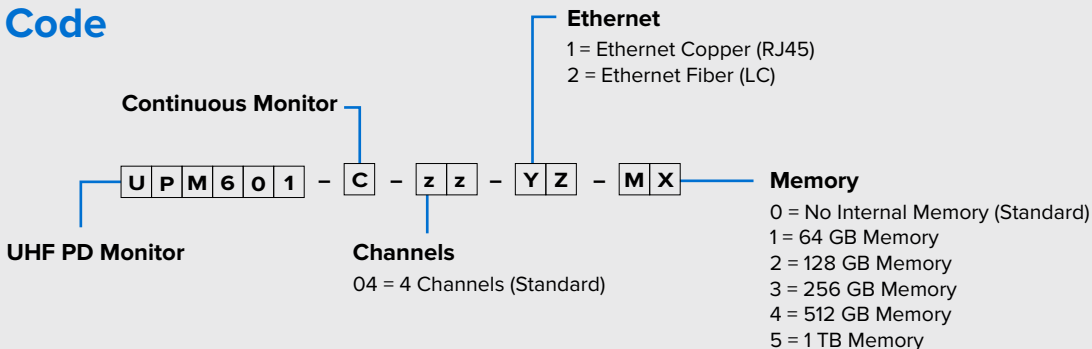 Code
Ethernet
1 = Ethernet Copper (RJ45)
2 = Ethernet Fiber (LC)
Continuous Monitor
U P M 6 0 1 – C – z z – Y Z – M X
UHF PD Monitor
Channels
04 = 4 Channels (Standard)
Memory
0 = No Internal Memory (Standard)
1 = 64 GB Memory
2 = 128 GB Memory
3 = 256 GB Memory
4 = 512 GB Memory
5 = 1 TB Memory